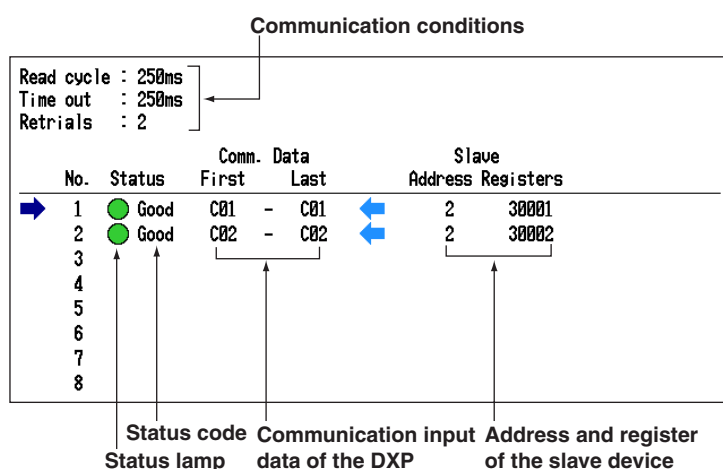 Communication conditions
Read cycle : 250ms
Time out : 250ms
Retrials : 2
Comm. Data Slave
No. Status First Last Address Registers
1 Good C01 - C01 2 30001
2 Good C02 - C02 2 30002
3
4
5
6
7
8
Status code Communication input Address and register
Status lamp data of the DXP of the slave device